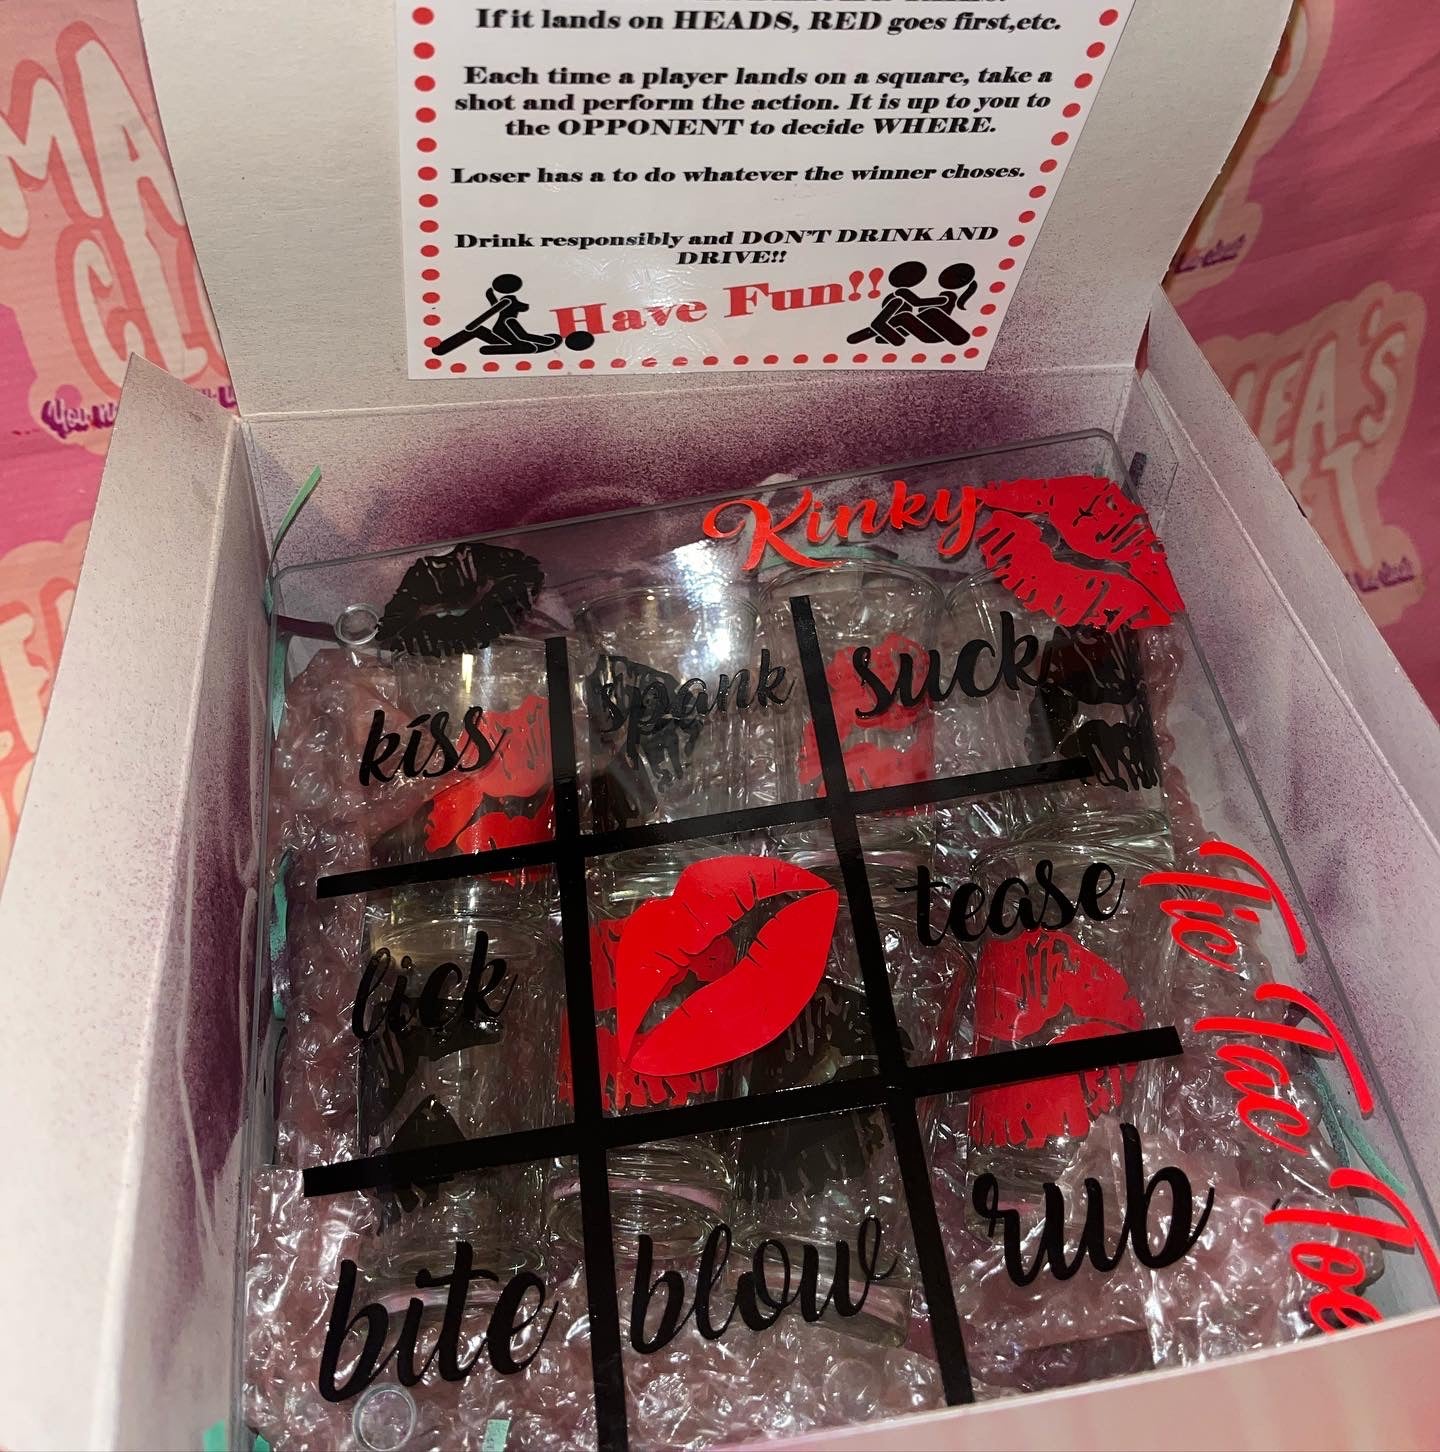 If it lands on HEADS, RED goes first,etc.
Each time a player lands on a square, take a
shot and perform the action. It is up to you to
the OPPONENT to decide WHERE.
Loser has a to do whatever the winner choses.
Drink responsibly and DON'T DRINK AND
DRIVE!!
Have Fun!!
Kinky
Tic Tac Toe
kiss spank suck
lick tease
bite blow rub